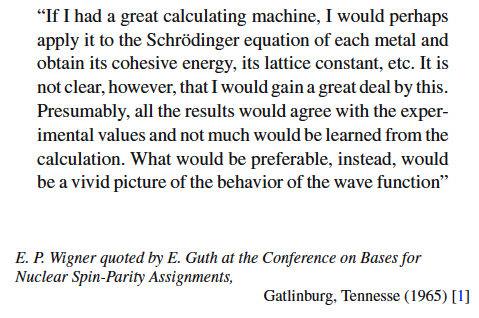 “If I had a great calculating machine, I would perhaps
apply it to the Schrödinger equation of each metal and
obtain its cohesive energy, its lattice constant, etc. It is
not clear, however, that I would gain a great deal by this.
Presumably, all the results would agree with the exper-
imental values and not much would be learned from the
calculation. What would be preferable, instead, would
be a vivid picture of the behavior of the wave function”
E. P. Wigner quoted by E. Guth at the Conference on Bases for
Nuclear Spin-Parity Assignments,
Gatlinburg, Tennesse (1965) [1]